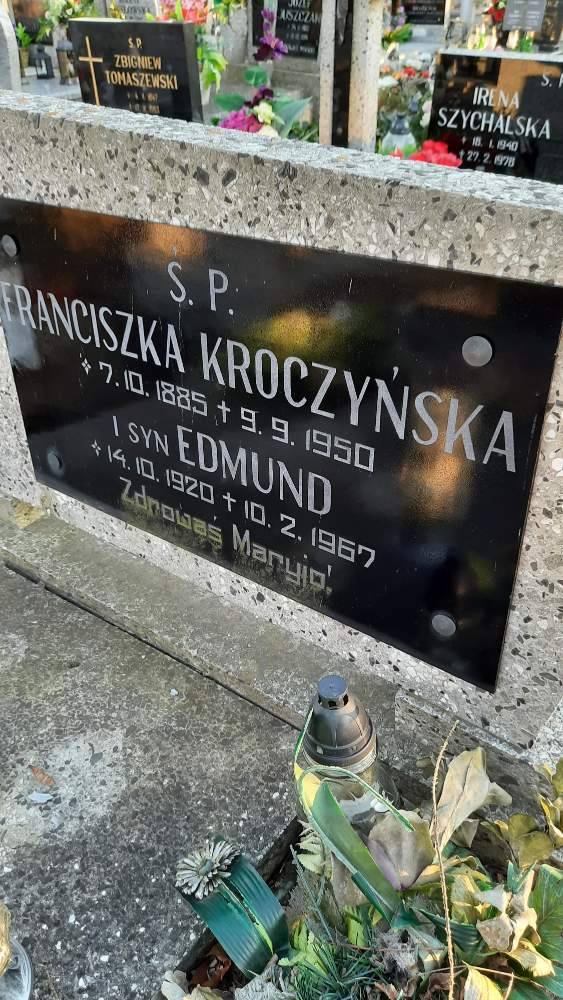 Ś. P.
ZBIGNIEW
TOMASZEWSKI
IRENA
SZYCHALSKA
* 18. 1. 1940
+ 27. 2. 1978
Ś. P.
FRANCISZKA KROCZYŃSKA
* 7. 10. 1885 + 9. 9. 1950
I SYN EDMUND
* 14. 10. 1920 + 10. 2. 1967
Zdrowaś Maryjo!